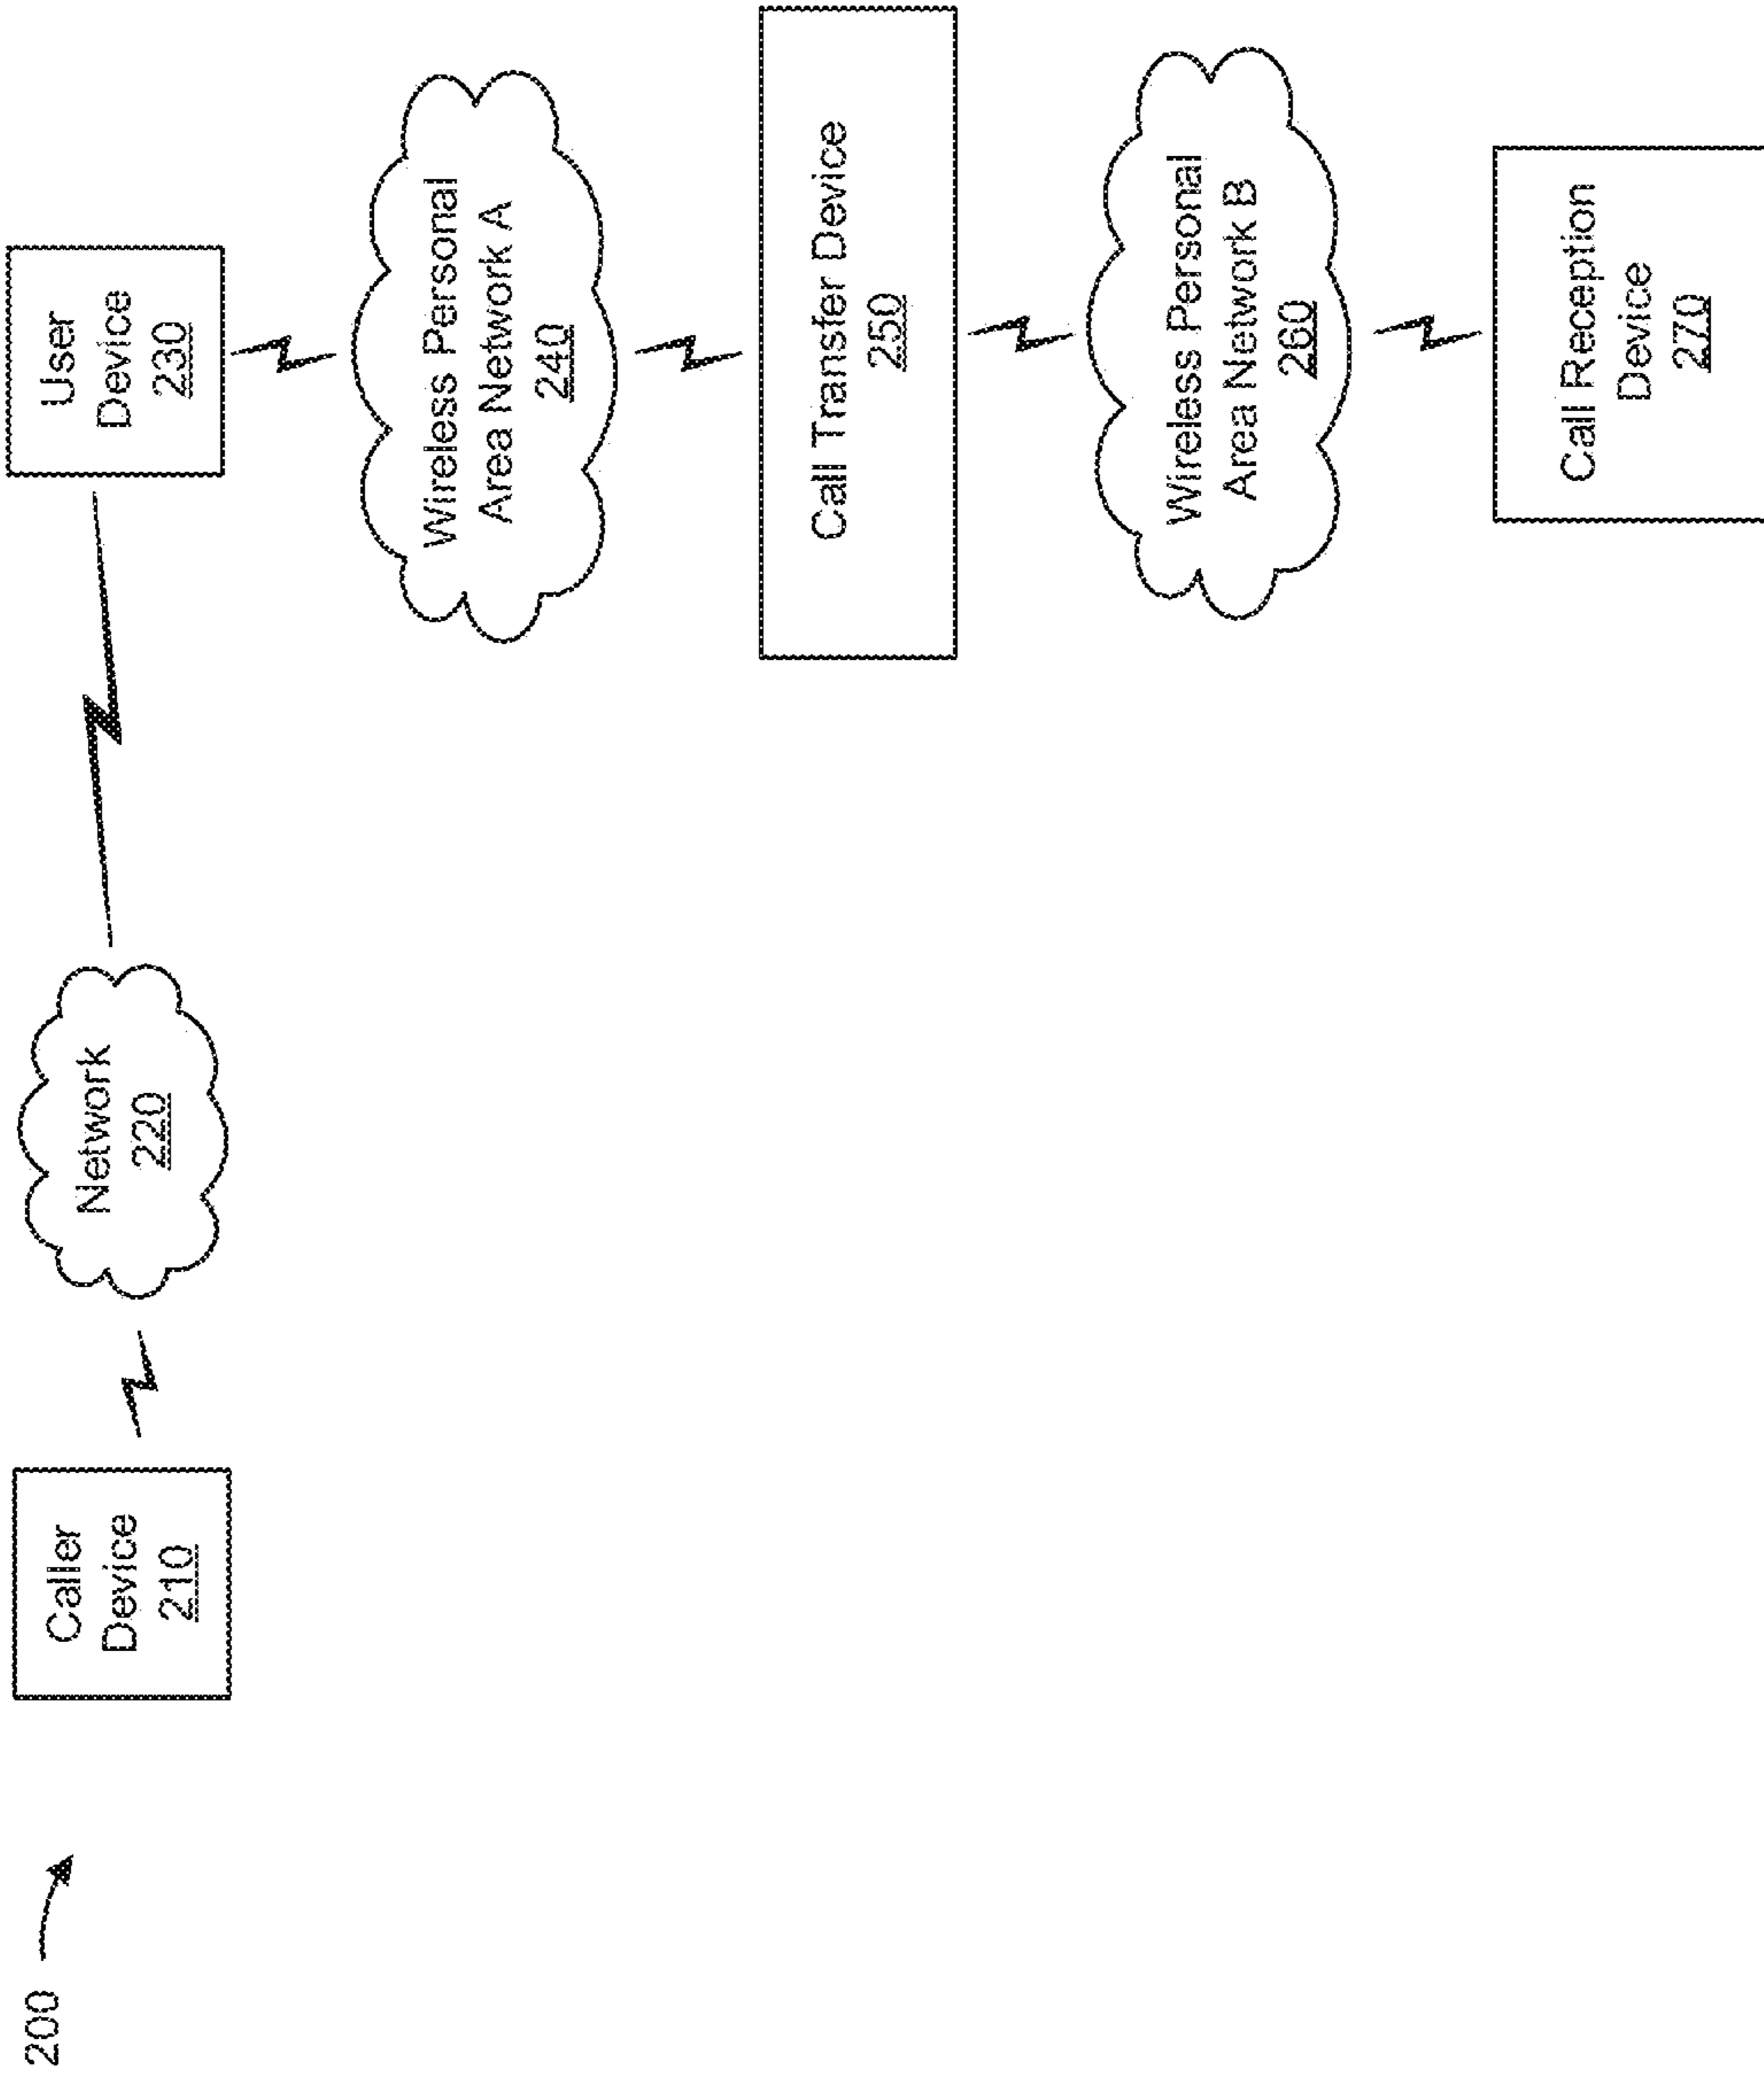 200
Caller
Device
210
Network
220
User
Device
230
Wireless Personal
Area Network A
240
Call Transfer Device
250
Wireless Personal
Area Network B
260
Call Reception
Device
270